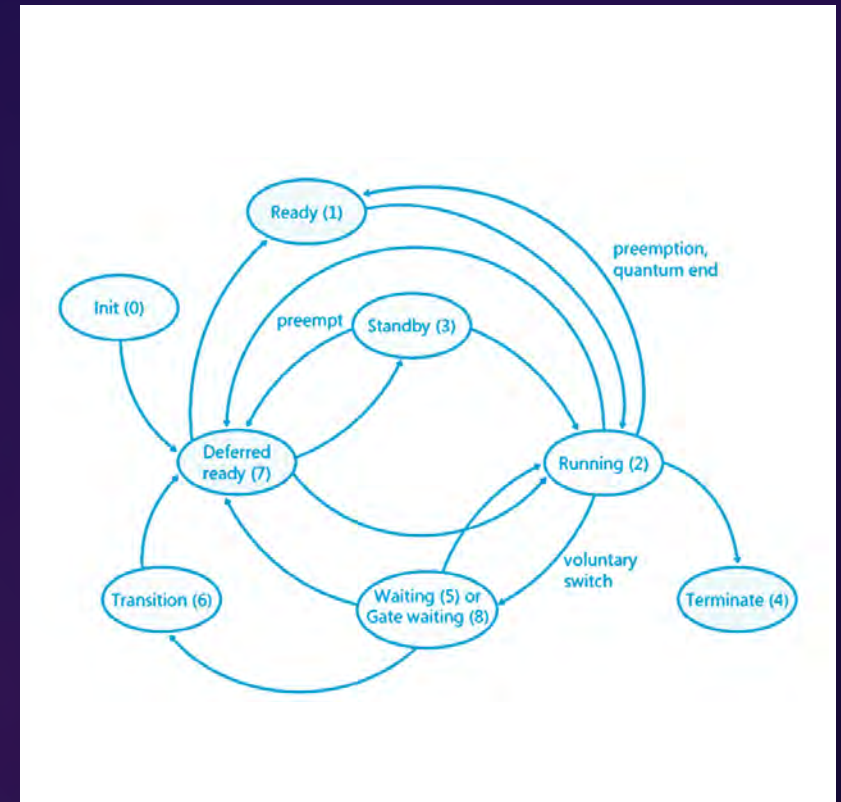 Ready (1)
preemption,
quantum end
Init (0)
preempt
Standby (3)
Deferred
ready (7)
Running (2)
voluntary
switch
Transition (6)
Waiting (5) or
Gate waiting (8)
Terminate (4)